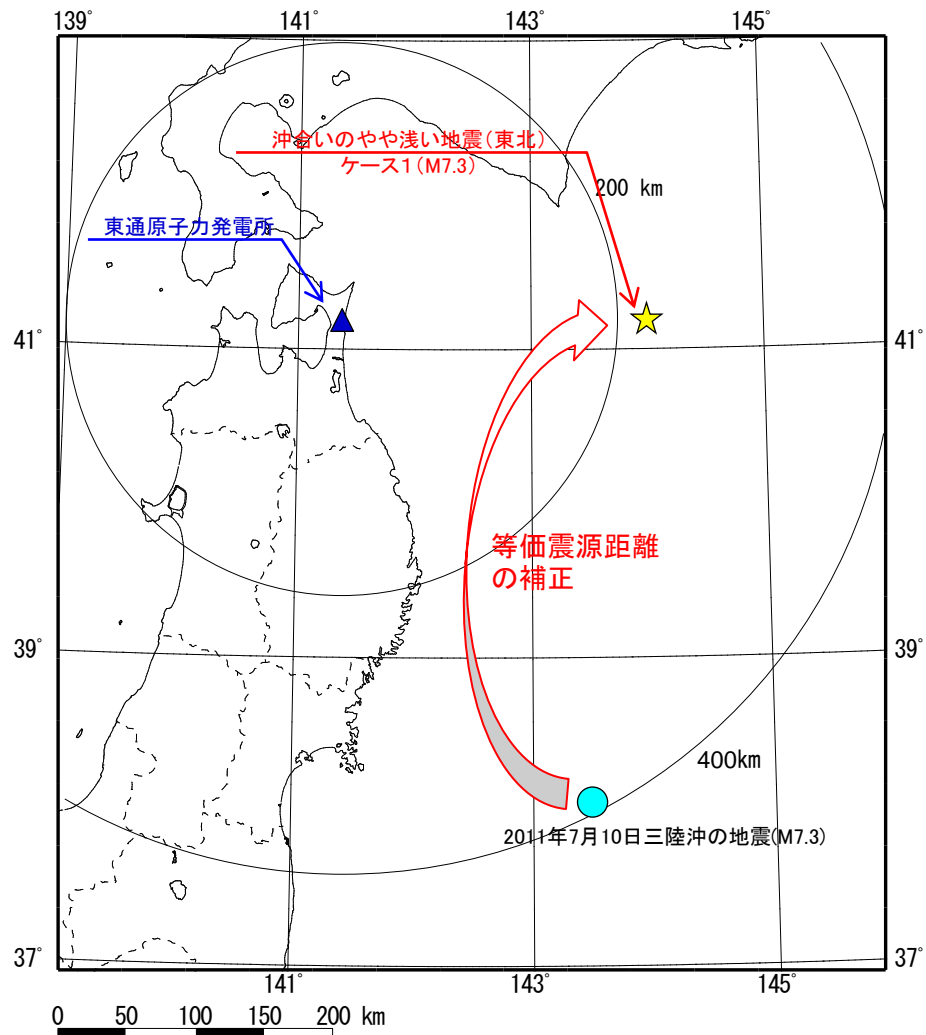 139° 141° 143° 145°
沖合いのやや浅い地震(東北)
ケース1(M7.3)
200 km
東通原子力発電所
41° 41°
等価震源距離
の補正
39° 39°
400km
2011年7月10日三陸沖の地震(M7.3)
37° 37°
141° 143° 145°
0 50 100 150 200 km